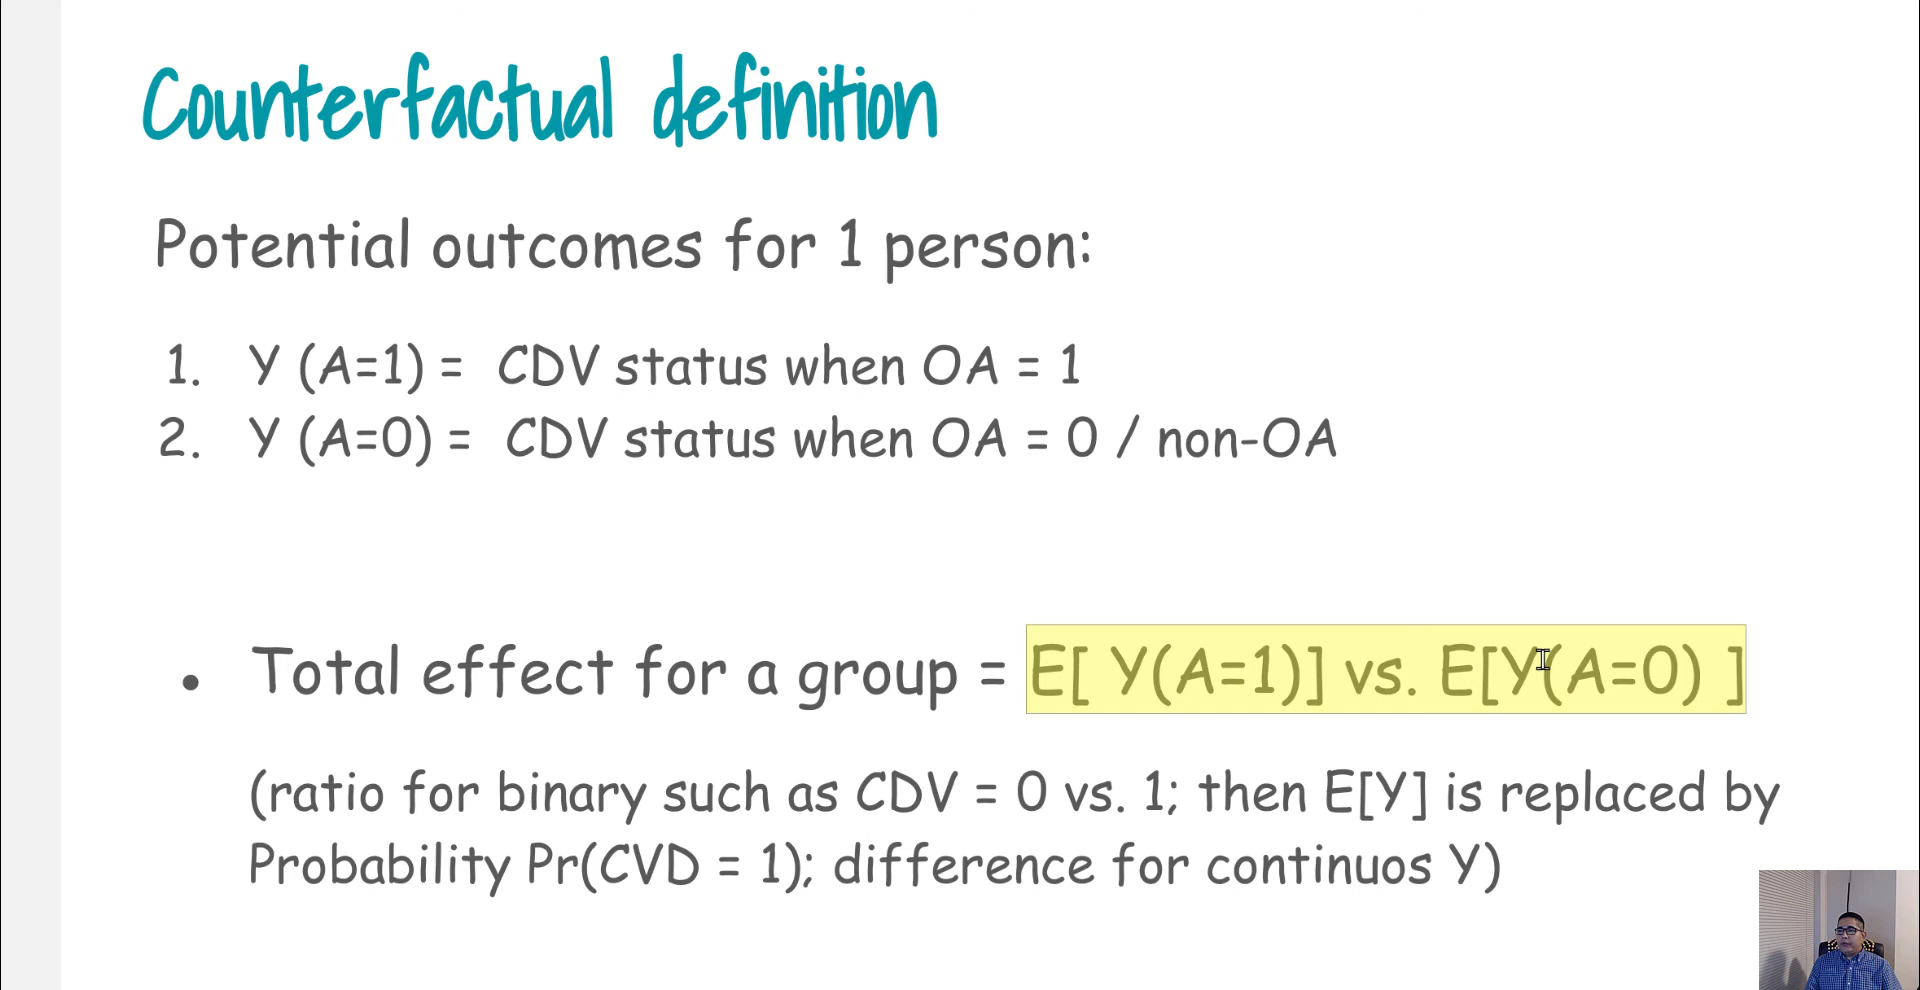 Counterfactual definition
Potential outcomes for 1 person:
1. Y (A=1) = CDV status when OA = 1
2. Y (A=0) = CDV status when OA = 0 / non-OA
• Total effect for a group = E[ Y(A=1)] vs. E[Y(A=0) ]
(ratio for binary such as CDV = 0 vs. 1; then E[Y] is replaced by
Probability Pr(CVD = 1); difference for continuos Y)